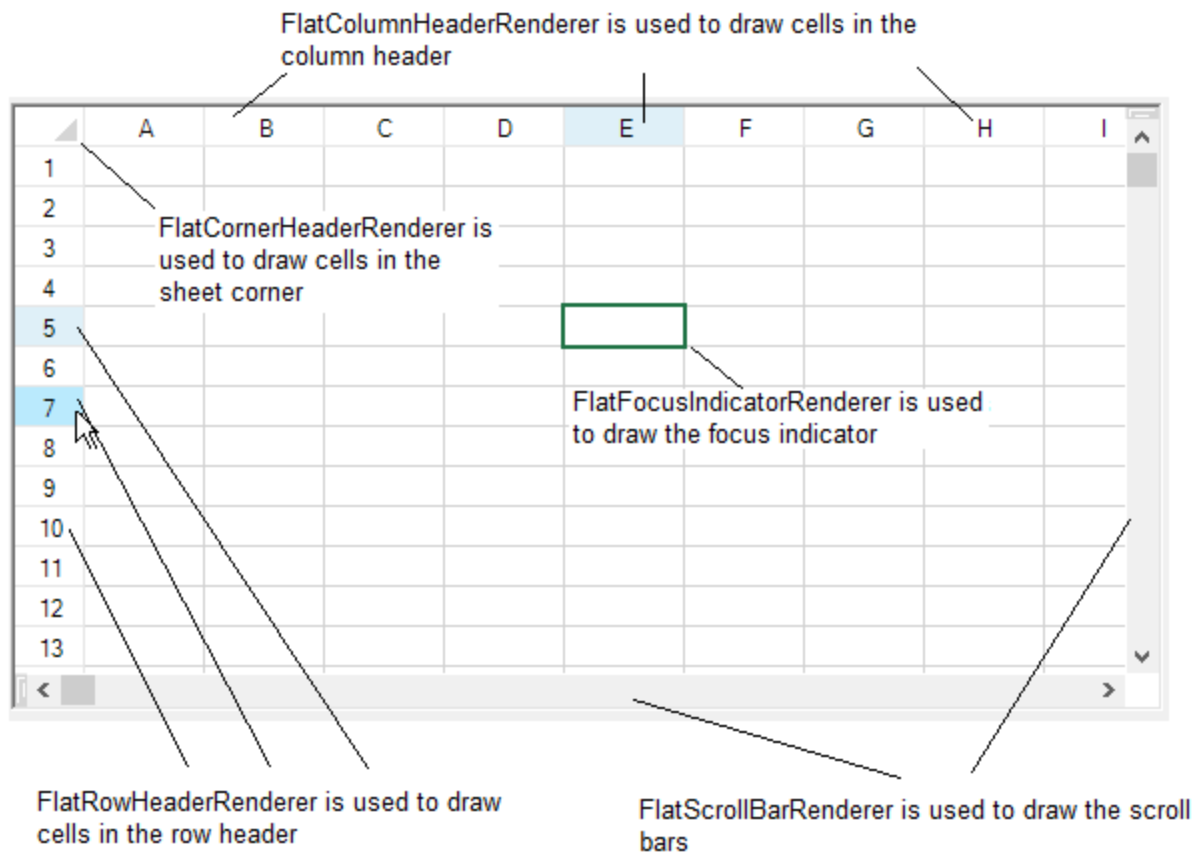 FlatColumnHeaderRenderer is used to draw cells in the
column header
A B C D E F G H I
1
2
FlatCornerHeaderRenderer is
3
used to draw cells in the
4
sheet corner
5
6
7
FlatFocusIndicatorRenderer is used
to draw the focus indicator
8
9
10
11
12
13
FlatRowHeaderRenderer is used to draw
cells in the row header
FlatScrollBarRenderer is used to draw the scroll
bars